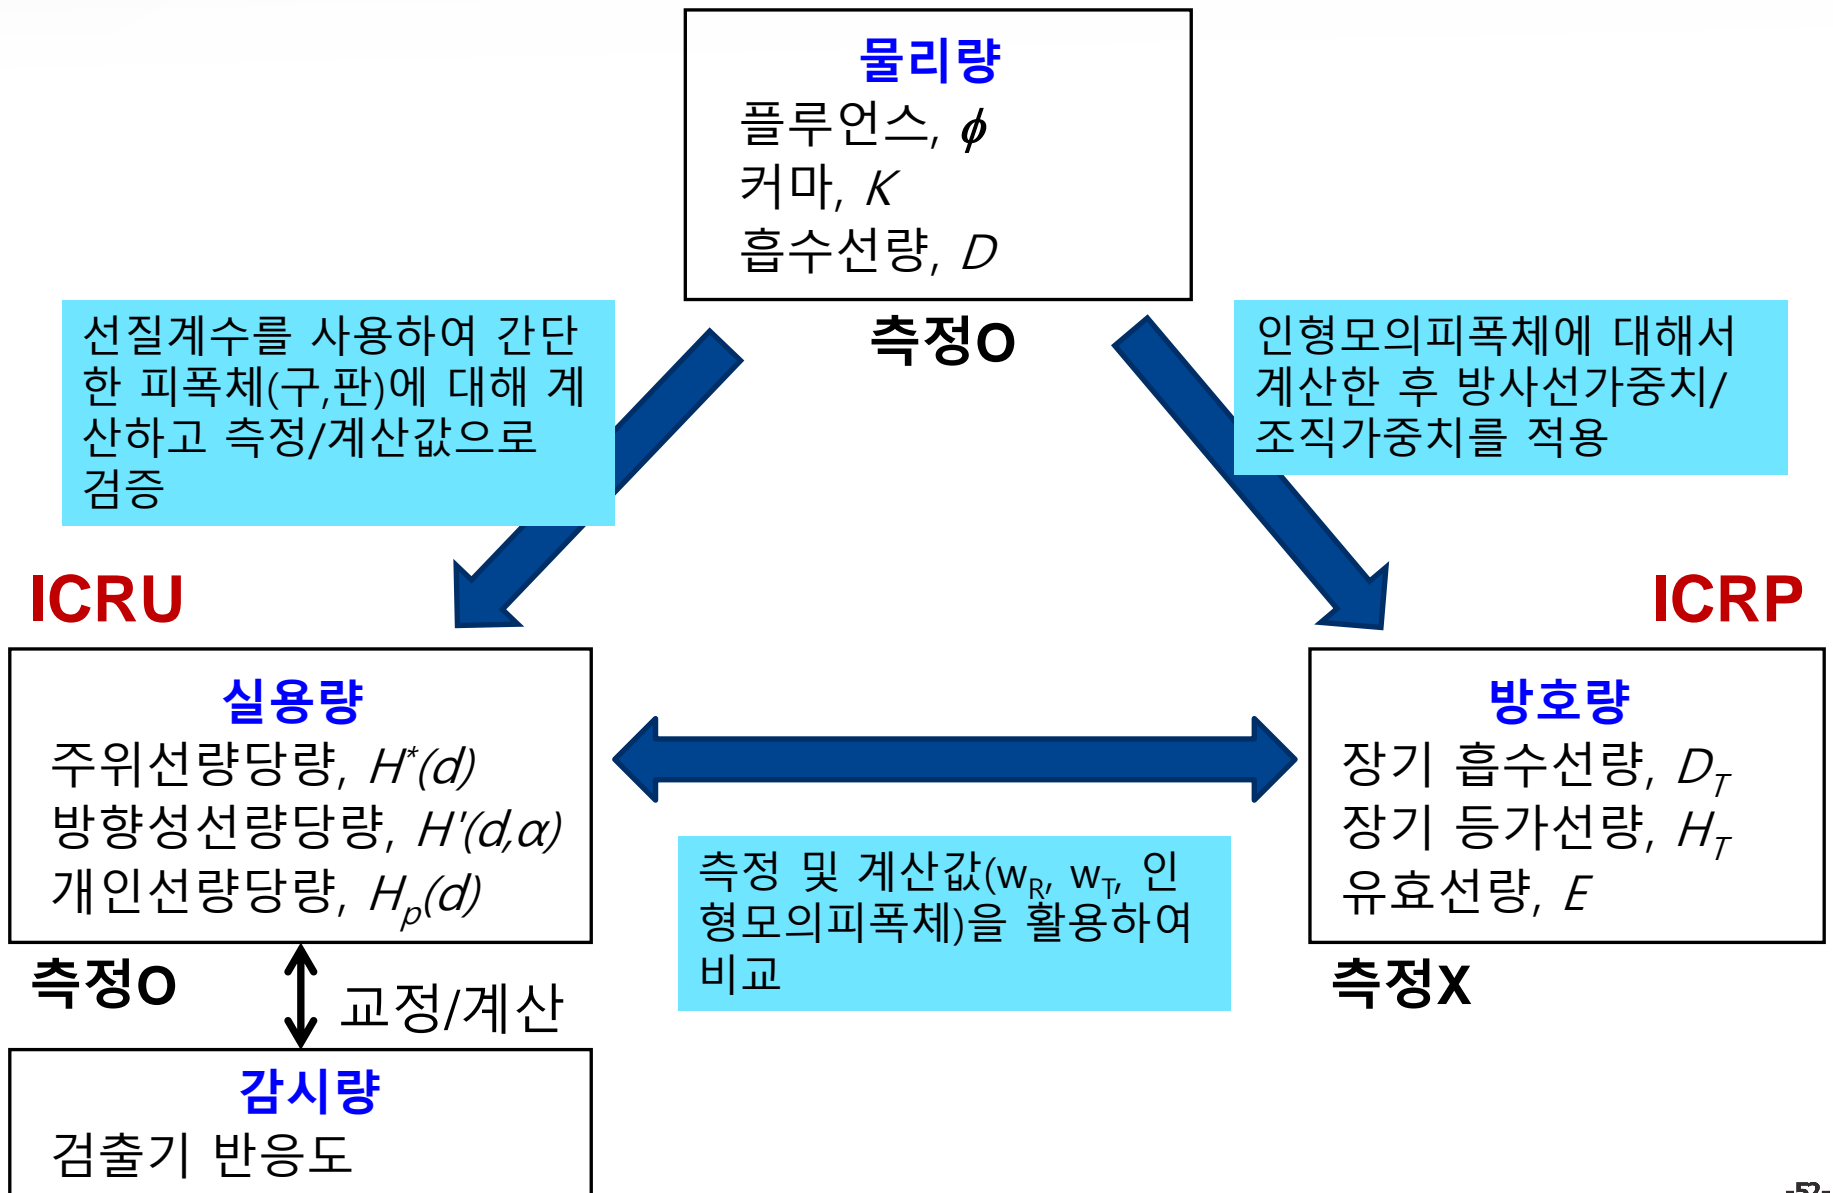 물리량
플루언스, ϕ
커마, K
흡수선량, D
측정O
선질계수를 사용하여 간단
한 피폭체(구,판)에 대해 계
산하고 측정/계산값으로
검증
인형모의피폭체에 대해서
계산한 후 방사선가중치/
조직가중치를 적용
ICRU
ICRP
실용량
주위선량당량, H*(d)
방향성선량당량, H'(d,α)
개인선량당량, Hp(d)
측정O
방호량
장기 흡수선량, DT
장기 등가선량, HT
유효선량, E
측정X
측정 및 계산값(wR, wT, 인
형모의피폭체)을 활용하여
비교
교정/계산
감시량
검출기 반응도
-52-